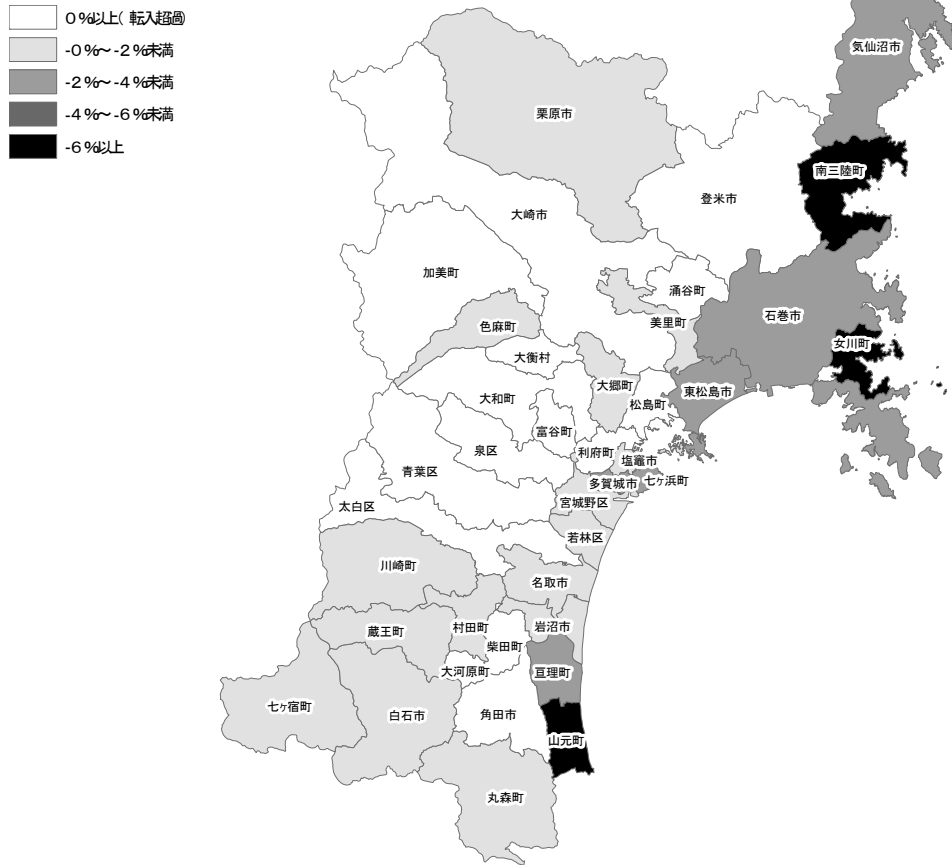 0%以上(転入超過)
-0%～-2%未満
-2%～-4%未満
-4%～-6%未満
-6%以上
気仙沼市
栗原市
南三陸町
登米市
大崎市
加美町
涌谷町
石巻市
美里町
色麻町
女川町
大衡村
大郷町
東松島市
大和町
松島町
富谷町
泉区
利府町
塩竈市
青葉区
多賀城市
七ヶ浜町
宮城野区
太白区
若林区
川崎町
名取市
岩沼市
村田町
蔵王町
柴田町
大河原町
亘理町
七ヶ宿町
白石市
角田市
山元町
丸森町